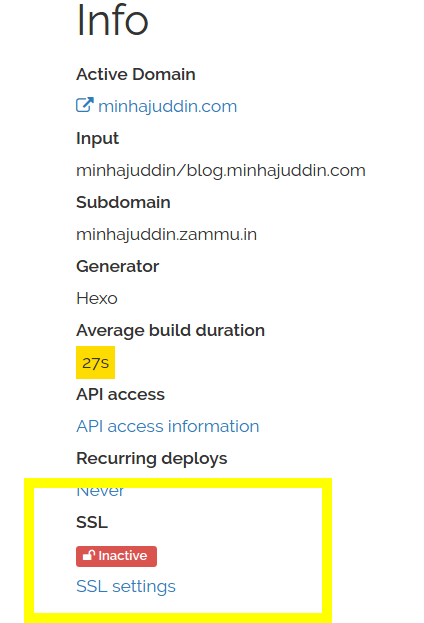 Info
Active Domain
minhajuddin.com
Input
minhajuddin/blog.minhajuddin.com
Subdomain
minhajuddin.zammu.in
Generator
Hexo
Average build duration
27s
API access
API access information
Recurring deploys
Never
SSL
Inactive
SSL settings